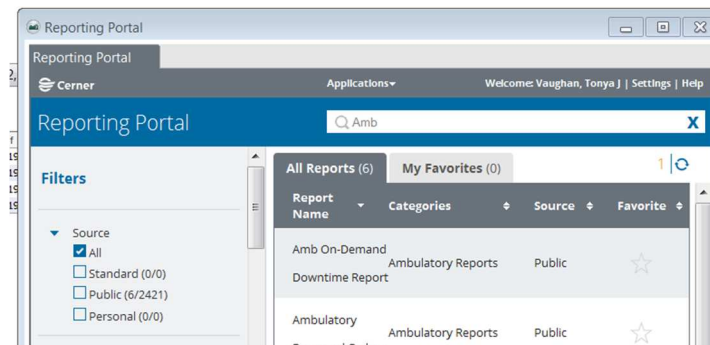 Reporting Portal
Reporting Portal
Cerner Applications Welcome: Vaughan, Tonya J | Settings | Help
Reporting Portal Amb X
Filters
Source
All
Standard (0/0)
Public (6/2421)
Personal (0/0)
All Reports (6) My Favorites (0) 1
Report Name Categories Source Favorite
Amb On-Demand
Downtime Report Ambulatory Reports Public
Ambulatory
Ambulatory Reports Public